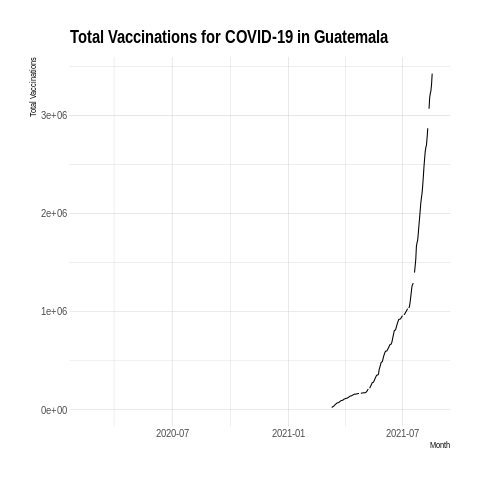 Total Vaccinations for COVID-19 in Guatemala
Total Vaccinations
3e+06
2e+06
1e+06
0e+00
2020-07 2021-01 2021-07
Month